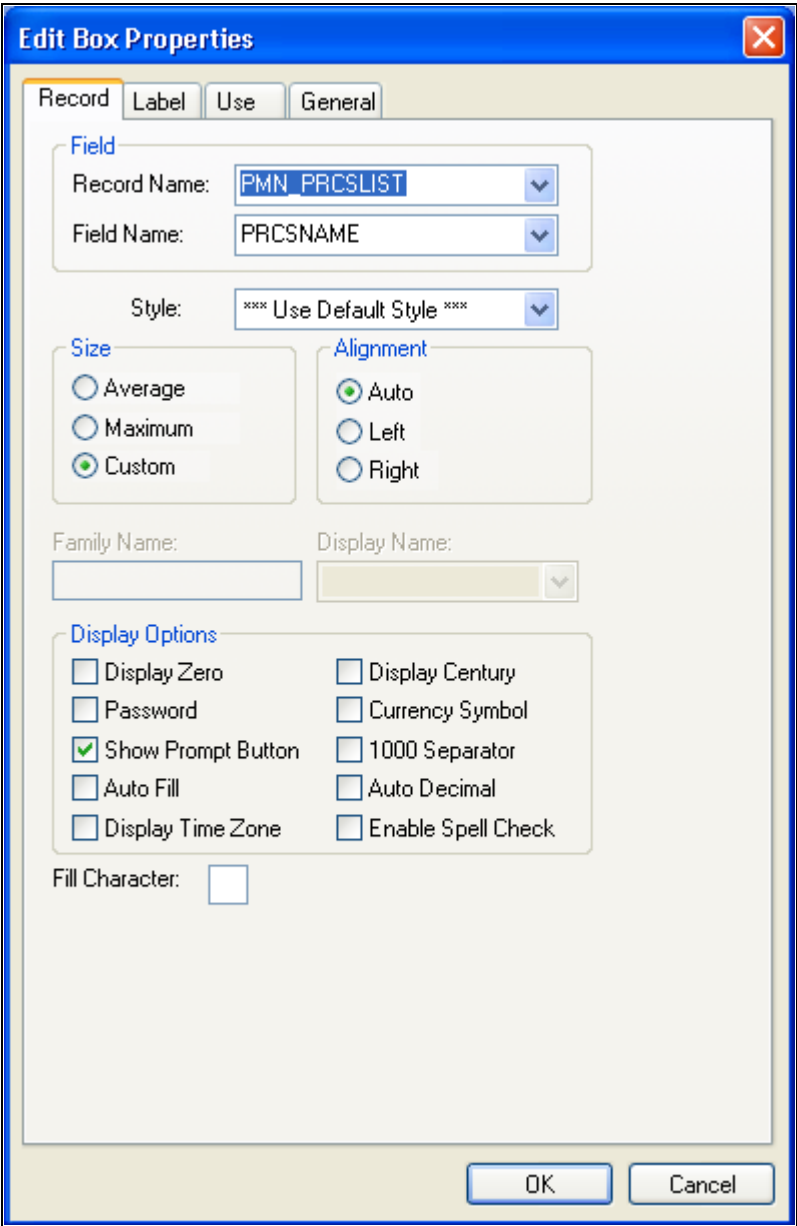 Edit Box Properties
Record Label Use General
Field
Record Name: PMN_PRCSLIST
Field Name: PRCSNAME
Style: *** Use Default Style ***
Size
Average
Maximum
Custom
Alignment
Auto
Left
Right
Family Name: Display Name:
Display Options
Display Zero
Password
Show Prompt Button
Auto Fill
Display Time Zone
Display Century
Currency Symbol
1000 Separator
Auto Decimal
Enable Spell Check
Fill Character:
OK Cancel